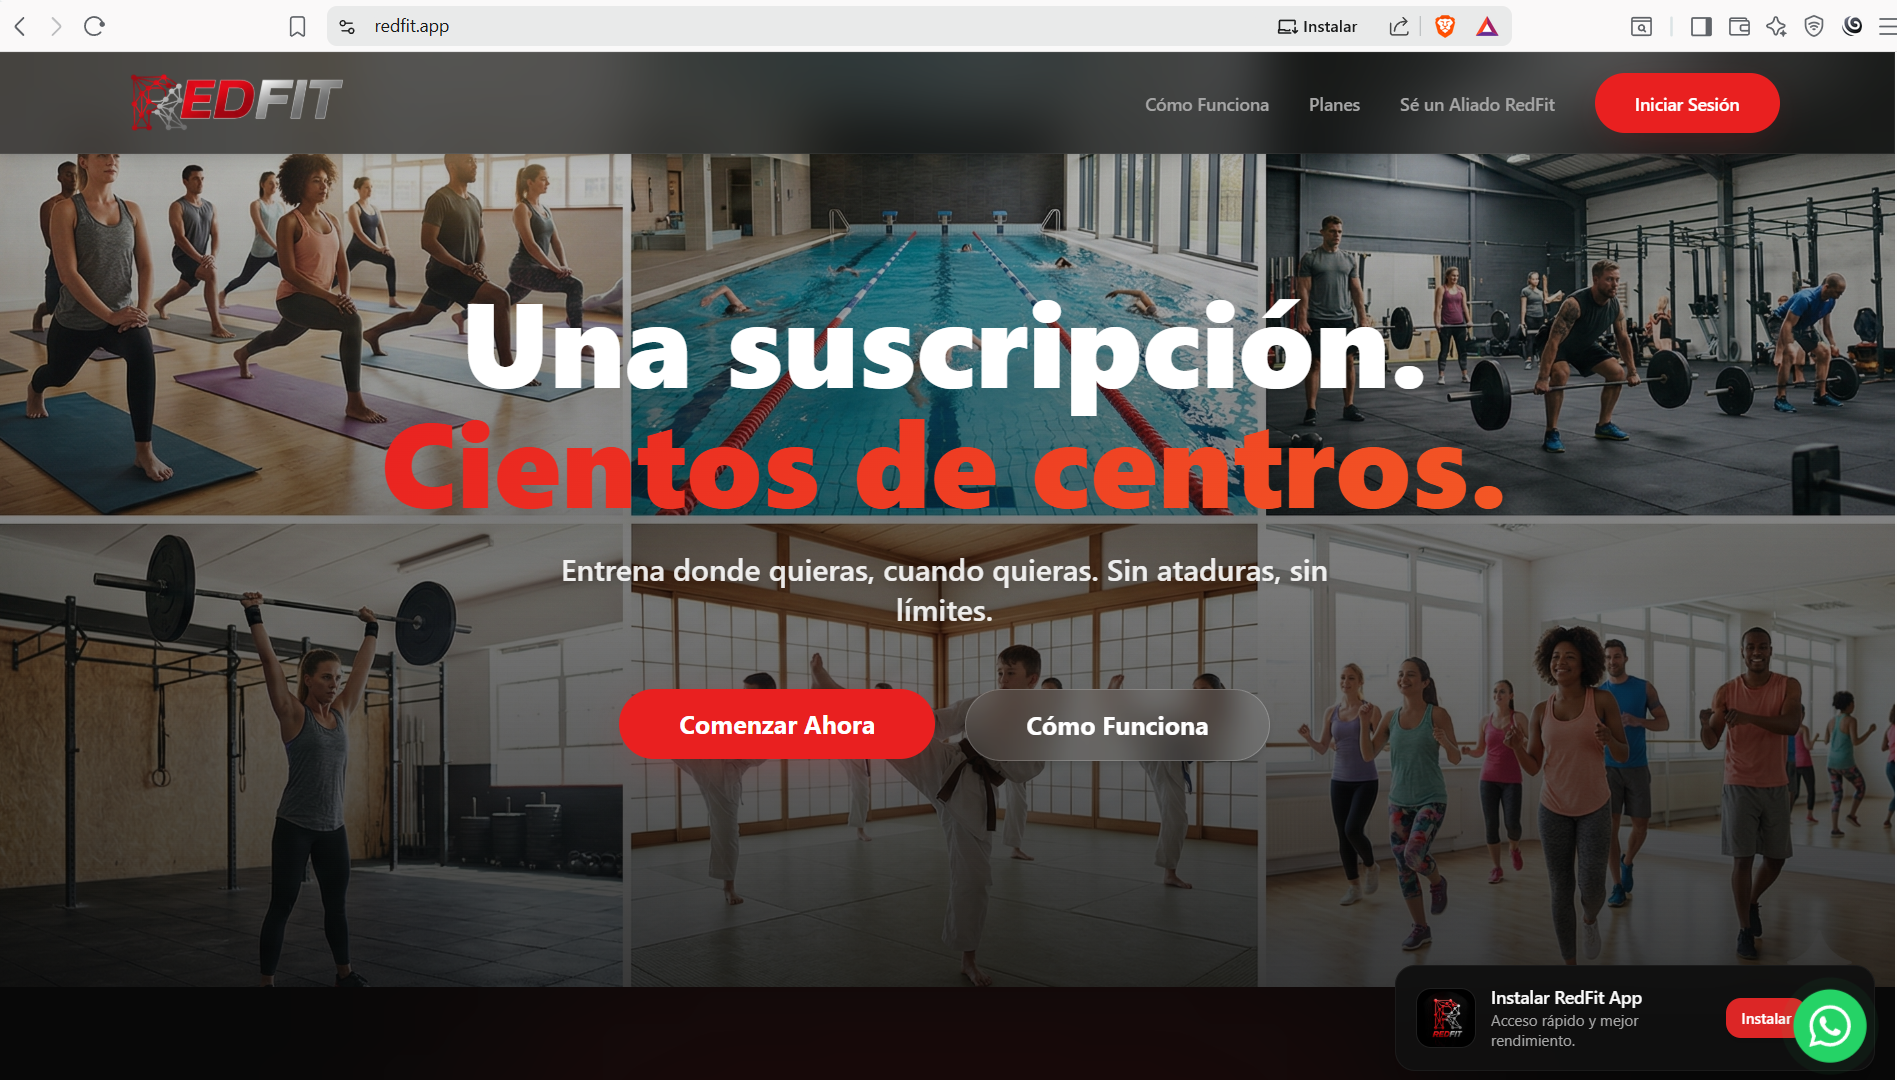 redfit.app
Instalar
REDFIT
Cómo Funciona
Planes
Sé un Aliado RedFit
Iniciar Sesión
Una suscripción.
Cientos de centros.
Entrena donde quieras, cuando quieras. Sin ataduras, sin
límites.
Comenzar Ahora
Cómo Funciona
REDFIT
Instalar RedFit App
Acceso rápido y mejor
rendimiento.
Instalar